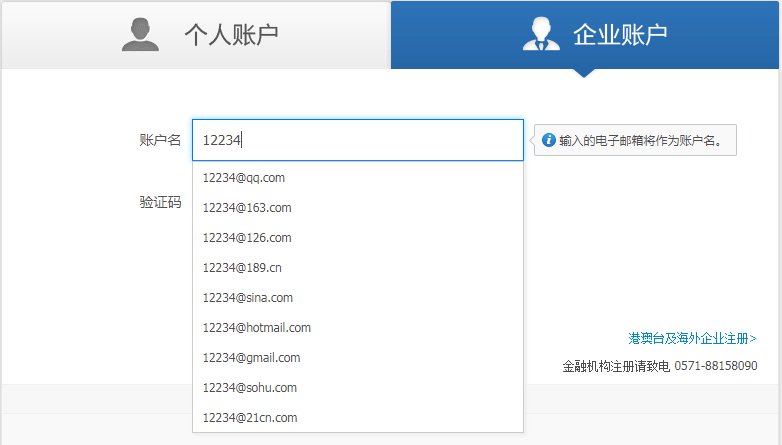 个人账户
企业账户
账户名
12234
输入的电子邮箱将作为账户名。
12234@qq.com
12234@163.com
验证码
12234@126.com
12234@189.cn
12234@sina.com
12234@hotmail.com
12234@gmail.com
12234@sohu.com
12234@21cn.com
港澳台及海外企业注册>
金融机构注册请致电 0571-88158090